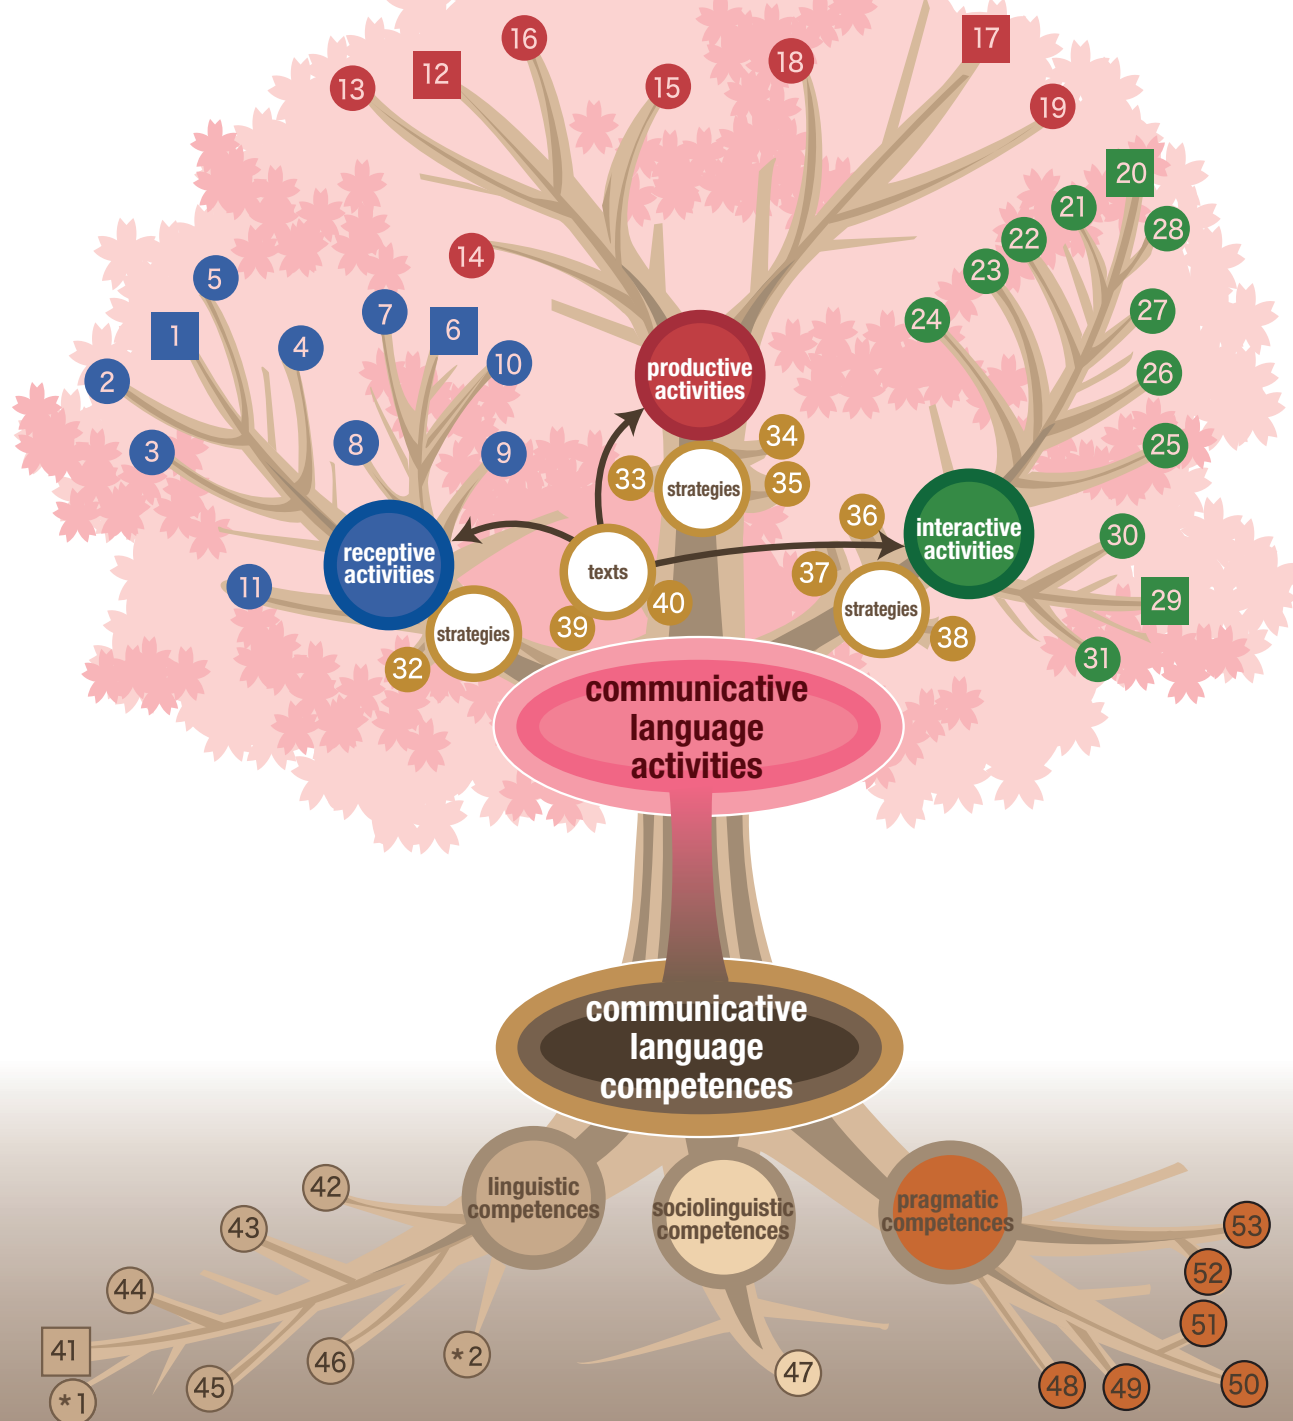 16
17
12
18
13
15
19
20
21
28
22
14
23
5
7
27
24
1
6
4
10
26
2
productive
activities
34
25
8
3
9
33
35
strategies
36
interactive
activities
30
receptive
activities
texts
37
11
29
40
strategies
39
strategies
38
31
32
communicative
language
activities
communicative
language
competences
42
linguistic
competences
sociolinguistic
competences
pragmatic
competences
43
53
52
44
51
41
46
*2
47
45
48
49
50
*1